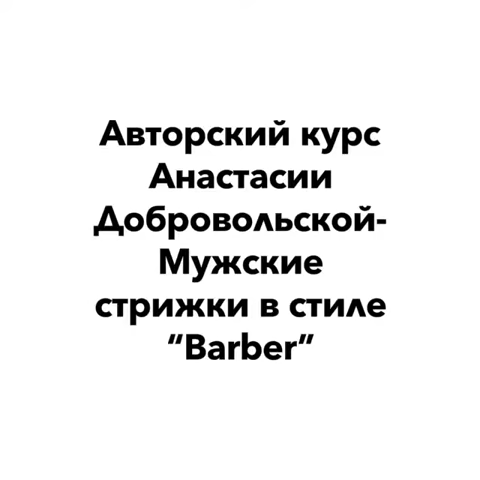 Авторский курс
Анастасии
Добровольской-
Мужские
стрижки в стиле
“Barber”